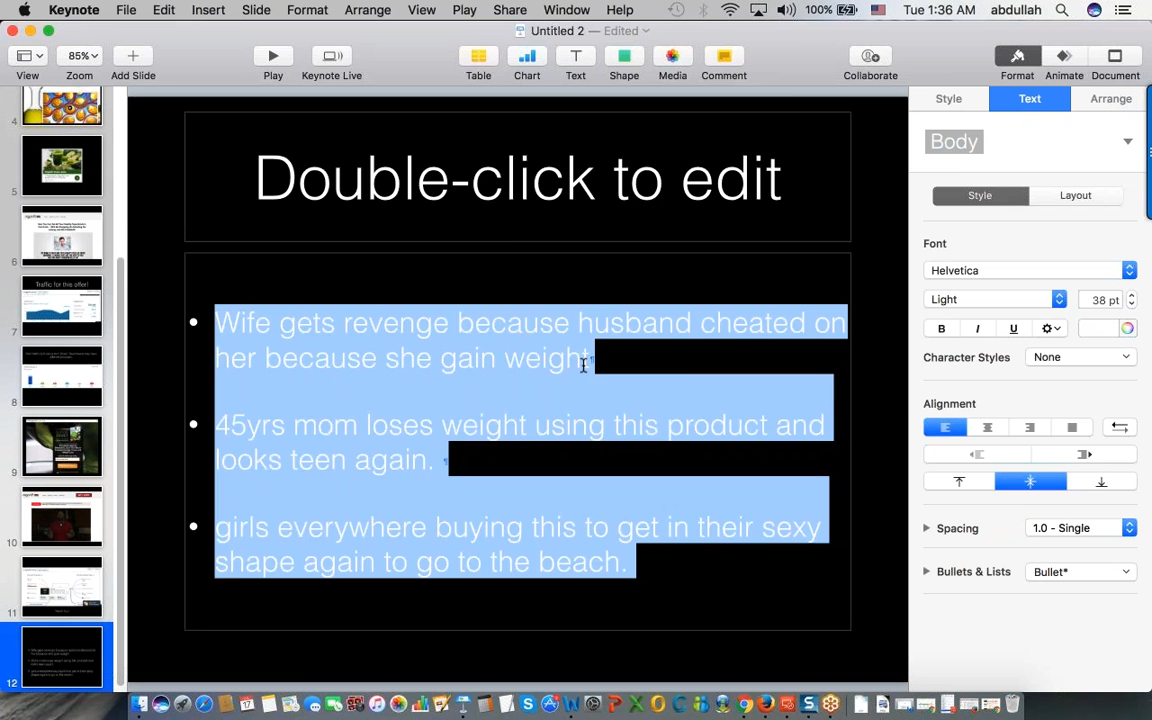 Keynote File Edit Insert Slide Format Arrange View Play Share Window Help 100% Tue 1:36 AM abdullah
Untitled 2 — Edited
85%
View Zoom Add Slide Play Keynote Live Table Chart Text Shape Media Comment Collaborate Format Animate Document
Style Text Arrange
Body
Style Layout
Font
Helvetica
Light 38 pt
B I U
Character Styles None
Alignment
Spacing 1.0 - Single
Bullets & Lists Bullet*
Double-click to edit
• Wife gets revenge because husband cheated on
her because she gain weight
• 45yrs mom loses weight using this product and
looks teen again.
• girls everywhere buying this to get in their sexy
shape again to go to the beach.
4
5
6
Traffic for this offer!
7
8
9
10
11
12